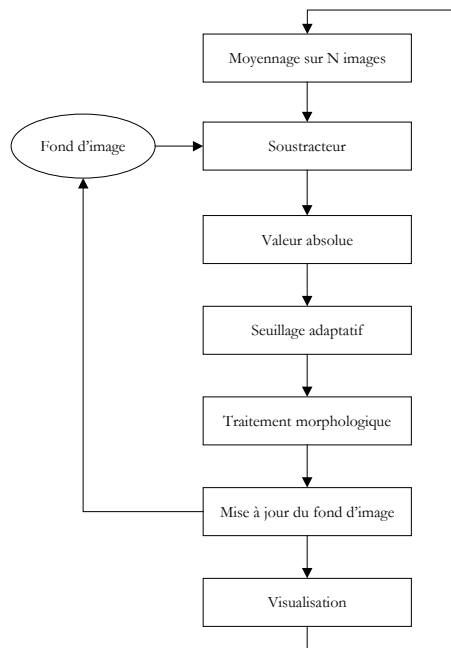 Moyennage sur N images
Fond d’image
Soustracteur
Valeur absolue
Seuillage adaptatif
Traitement morphologique
Mise à jour du fond d’image
Visualisation